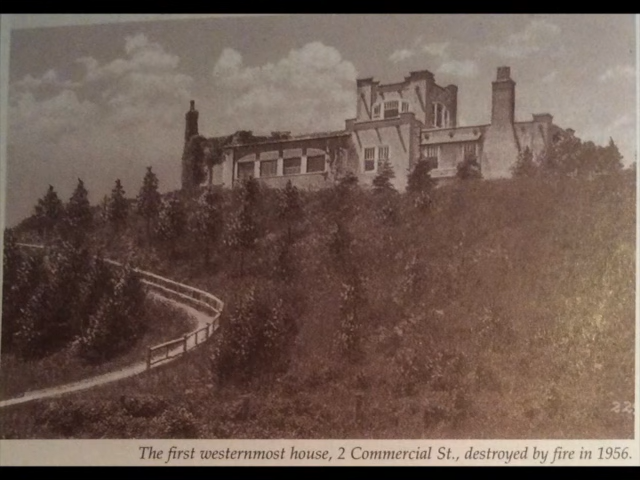 The first westernmost house, 2 Commercial St., destroyed by fire in 1956.